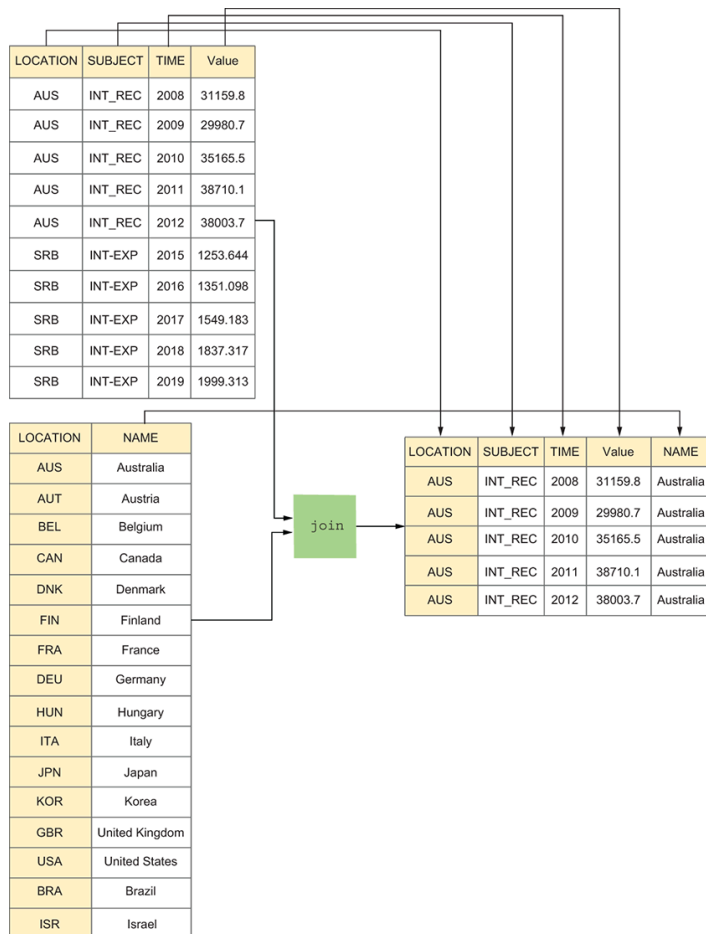 LOCATION SUBJECT TIME Value
AUS INT_REC 2008 31159.8
AUS INT_REC 2009 29980.7
AUS INT_REC 2010 35165.5
AUS INT_REC 2011 38710.1
AUS INT_REC 2012 38003.7
SRB INT-EXP 2015 1253.644
SRB INT-EXP 2016 1351.098
SRB INT-EXP 2017 1549.183
SRB INT-EXP 2018 1837.317
SRB INT-EXP 2019 1999.313
LOCATION NAME
AUS Australia
AUT Austria
BEL Belgium
CAN Canada
DNK Denmark
FIN Finland
FRA France
DEU Germany
HUN Hungary
ITA Italy
JPN Japan
KOR Korea
GBR United Kingdom
USA United States
BRA Brazil
ISR Israel
join
LOCATION SUBJECT TIME Value NAME
AUS INT_REC 2008 31159.8 Australia
AUS INT_REC 2009 29980.7 Australia
AUS INT_REC 2010 35165.5 Australia
AUS INT_REC 2011 38710.1 Australia
AUS INT_REC 2012 38003.7 Australia